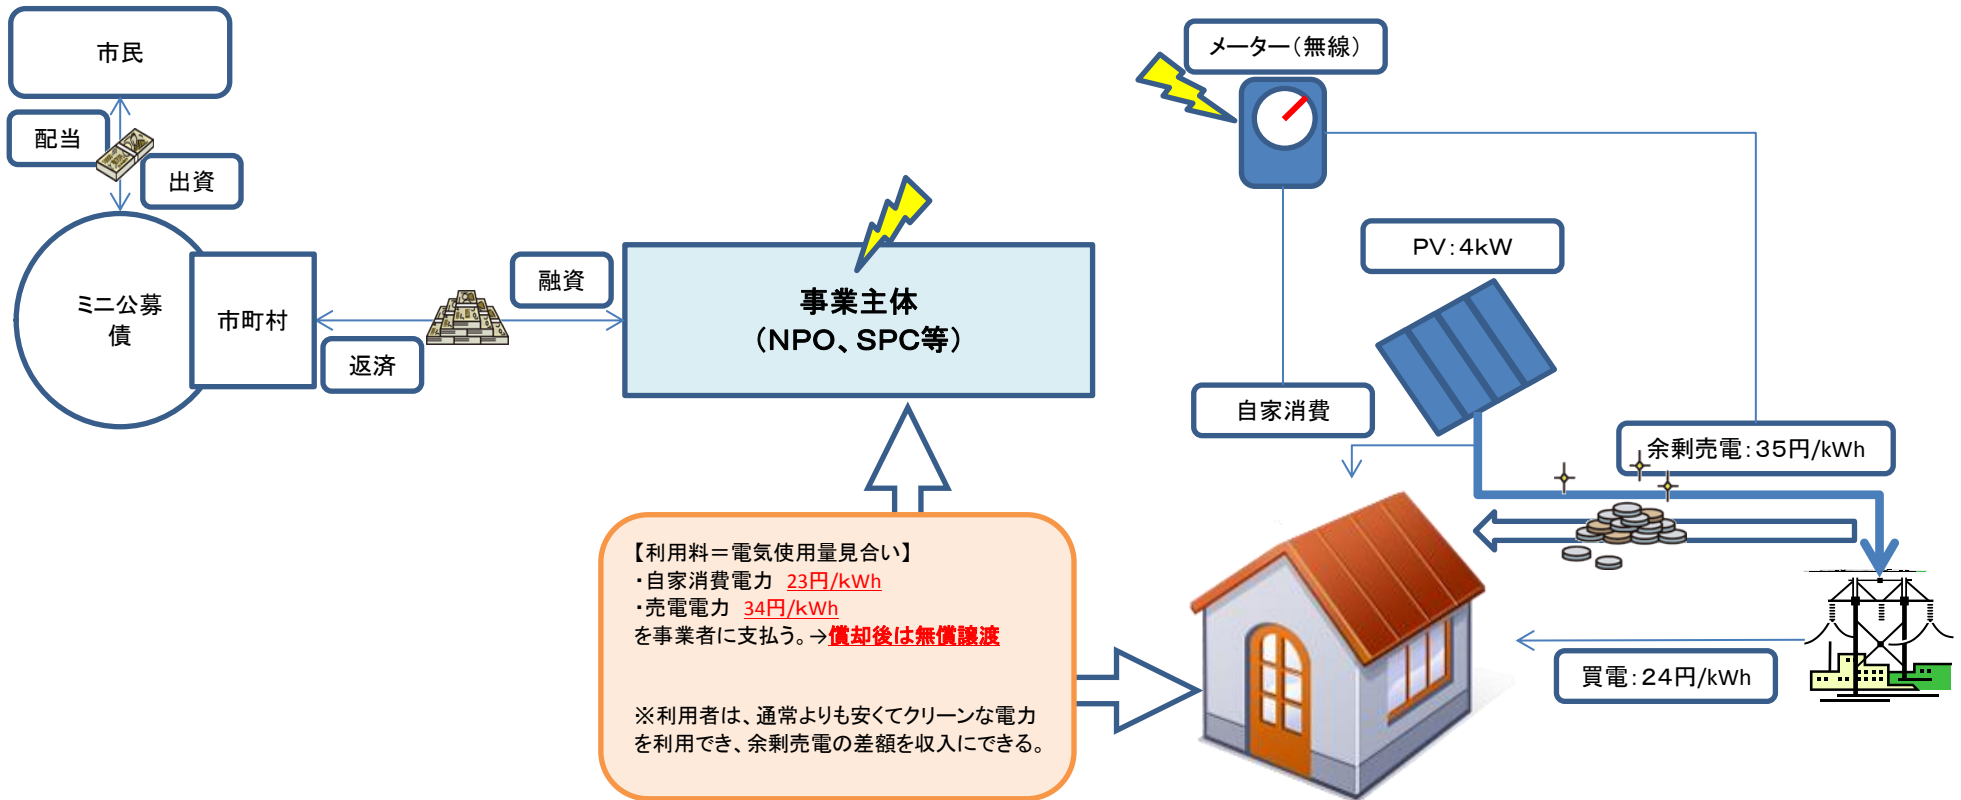 市民
配当
出資
ミニ公募
債
市町村
融資
返済
事業主体
（NPO、SPC等）
メーター（無線）
PV：4kW
自家消費
余剰売電：35円/kWh
買電：24円/kWh
【利用料＝電気使用量見合い】
・自家消費電力　23円/kWh
・売電電力　34円/kWh
を事業者に支払う。→償却後は無償譲渡
※利用者は、通常よりも安くてクリーンな電力
を利用でき、余剰売電の差額を収入にできる。